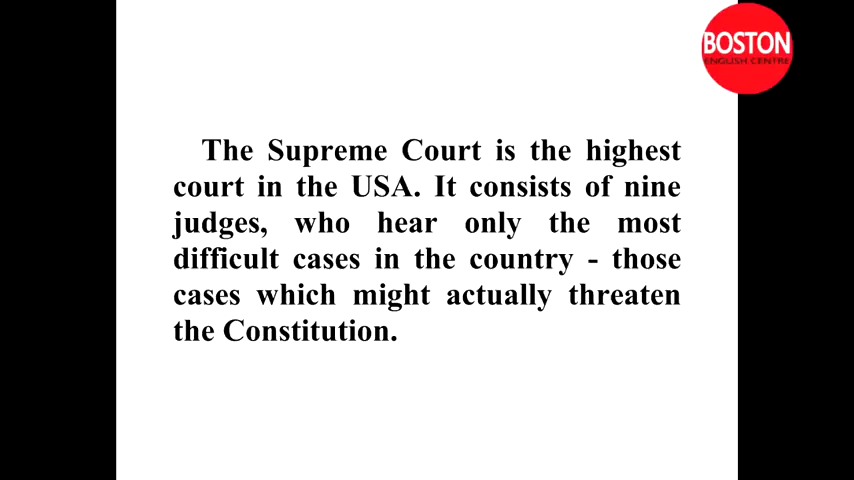 BOSTON
ENGLISH CENTRE
The Supreme Court is the highest
court in the USA. It consists of nine
judges, who hear only the most
difficult cases in the country - those
cases which might actually threaten
the Constitution.